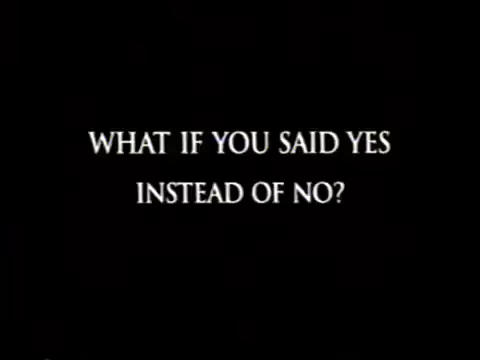 WHAT IF YOU SAID YES
INSTEAD OF NO?